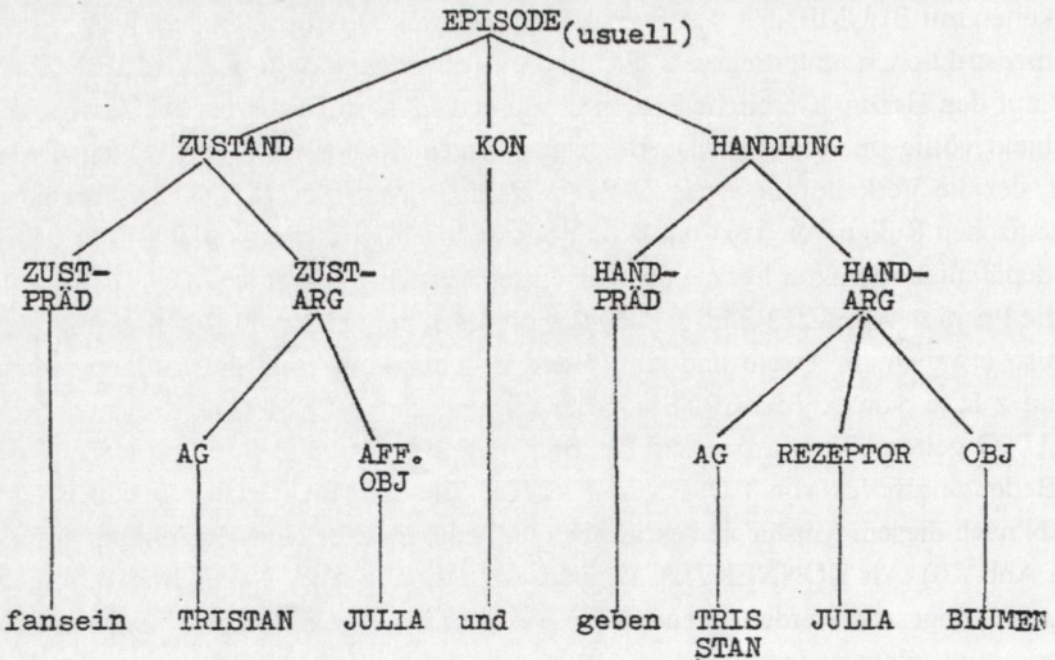 EPISODE (usuell)
ZUSTAND KON HANDLUNG
ZUST- ZUST- HAND- HAND-
PRÄD ARG PRÄD ARG
AG AFF. AG REZEPTOR OBJ
OBJ
fansein TRISTAN JULIA und geben TRIS JULIA BLUMEN
STAN